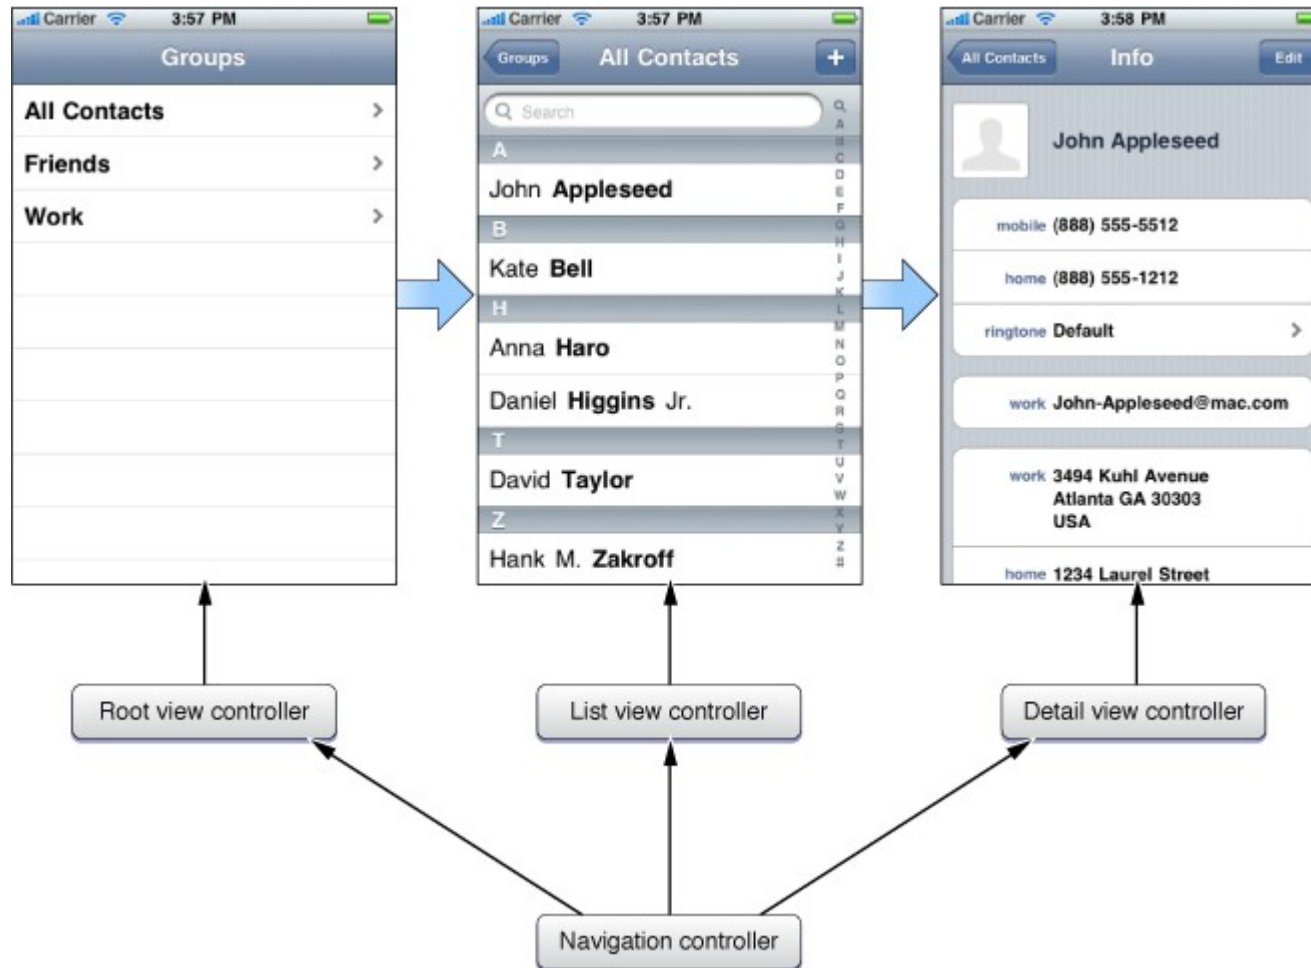 Carrier 3:57 PM
Groups
All Contacts
Friends
Work
Carrier 3:57 PM
Groups All Contacts +
Search
A
John Appleseed
B
Kate Bell
H
Anna Haro
Daniel Higgins Jr.
T
David Taylor
Z
Hank M. Zakroff
A
B
C
D
E
F
G
H
I
J
K
L
M
N
O
P
Q
R
S
T
U
V
W
X
Y
Z
#
Carrier 3:58 PM
All Contacts Info Edit
John Appleseed
mobile (888) 555-5512
home (888) 555-1212
ringtone Default
work John-Appleseed@mac.com
work 3494 Kuhl Avenue
Atlanta GA 30303
USA
home 1234 Laurel Street
Root view controller
List view controller
Detail view controller
Navigation controller